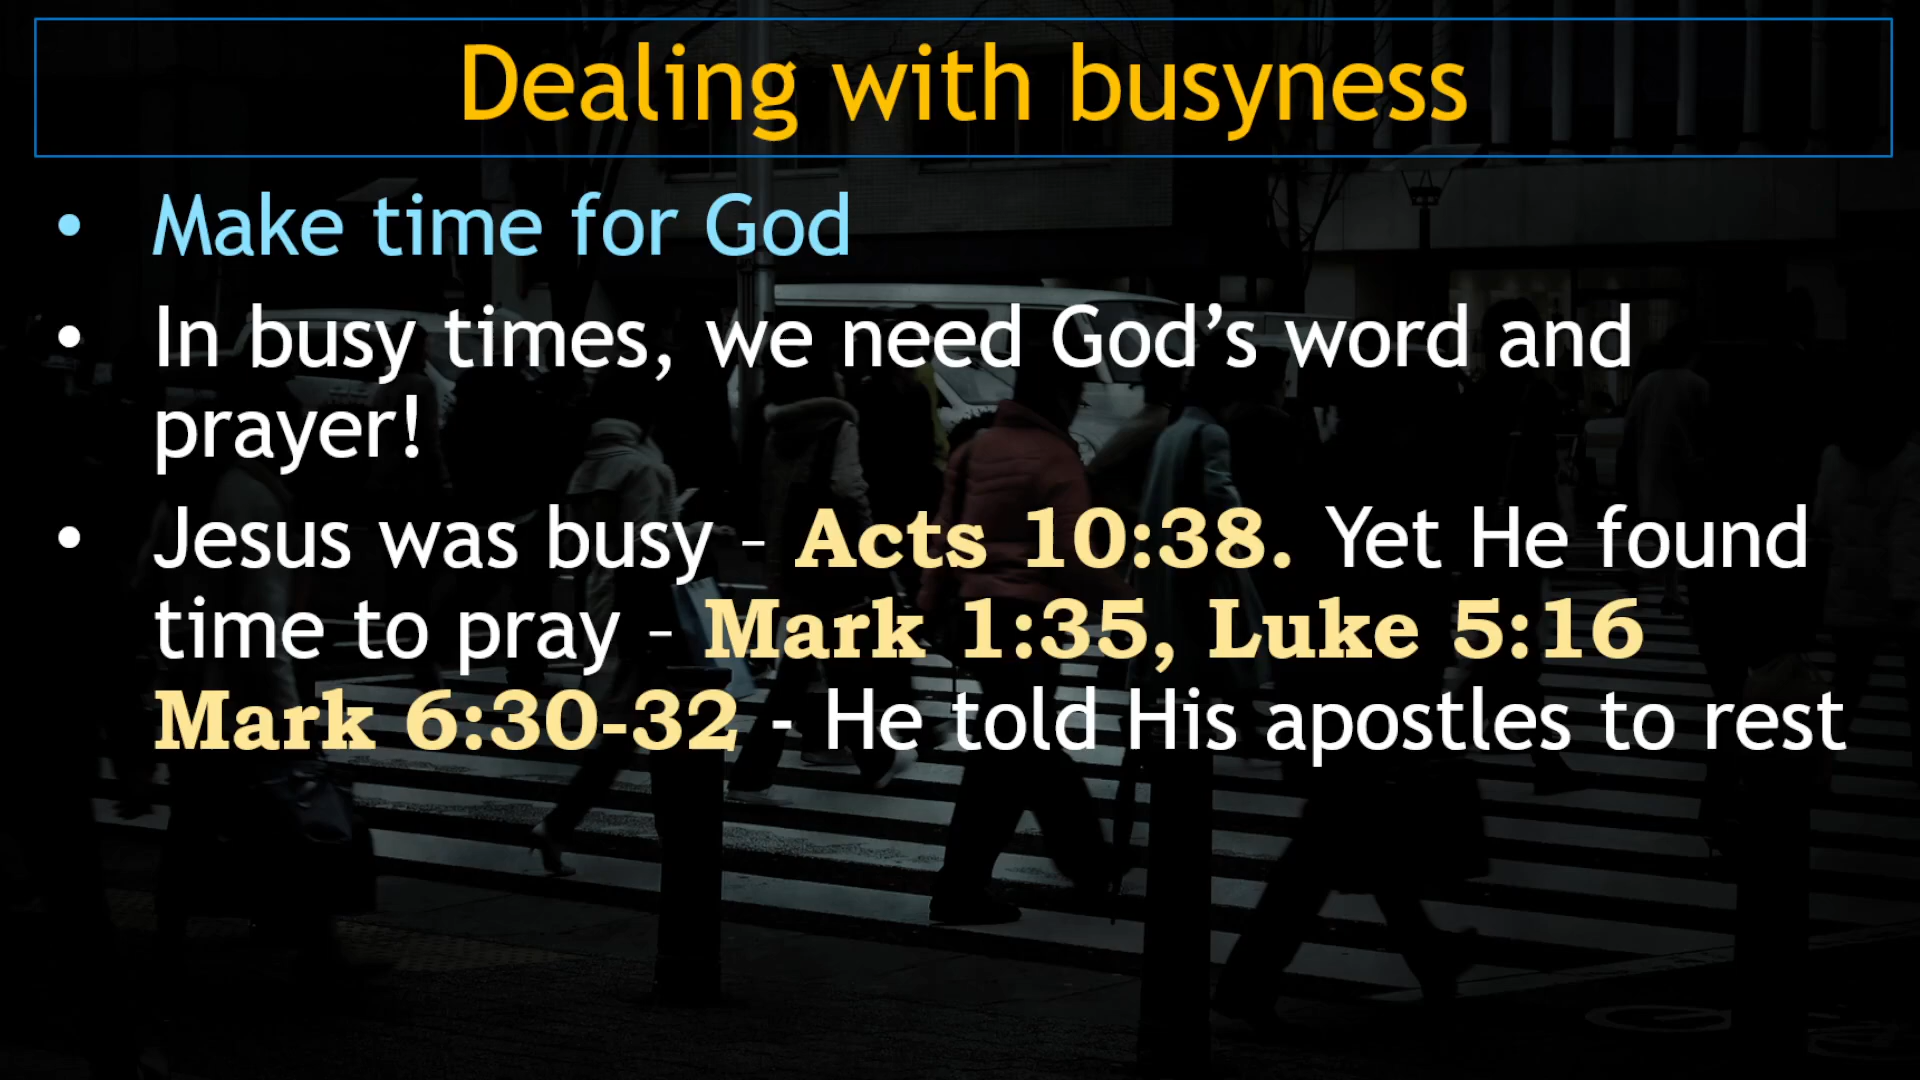 Dealing with busyness
• Make time for God
• In busy times, we need God’s word and
prayer!
• Jesus was busy – Acts 10:38. Yet He found
time to pray – Mark 1:35, Luke 5:16
Mark 6:30-32 - He told His apostles to rest